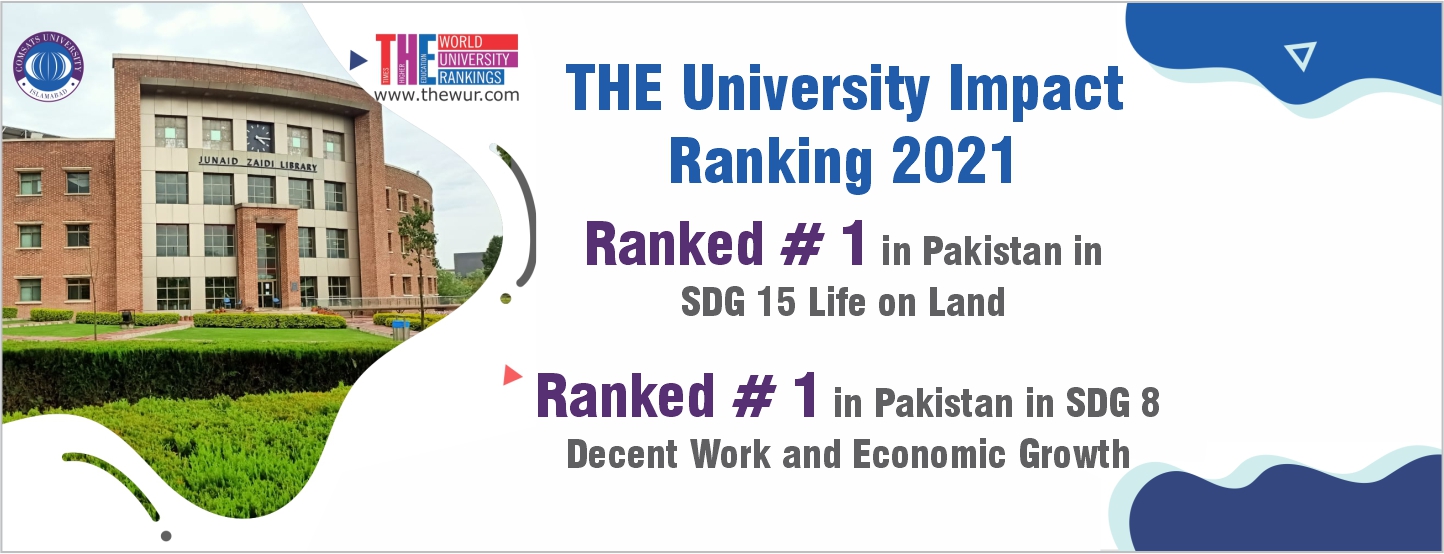 COMSATS UNIVERSITY
ISLAMABAD
THE WORLD
UNIVERSITY
RANKINGS
TIMES
HIGHER
EDUCATION
www.thewur.com
JUNAID ZAIDI LIBRARY
THE University Impact
Ranking 2021
Ranked # 1 in Pakistan in
SDG 15 Life on Land
Ranked # 1 in Pakistan in SDG 8
Decent Work and Economic Growth